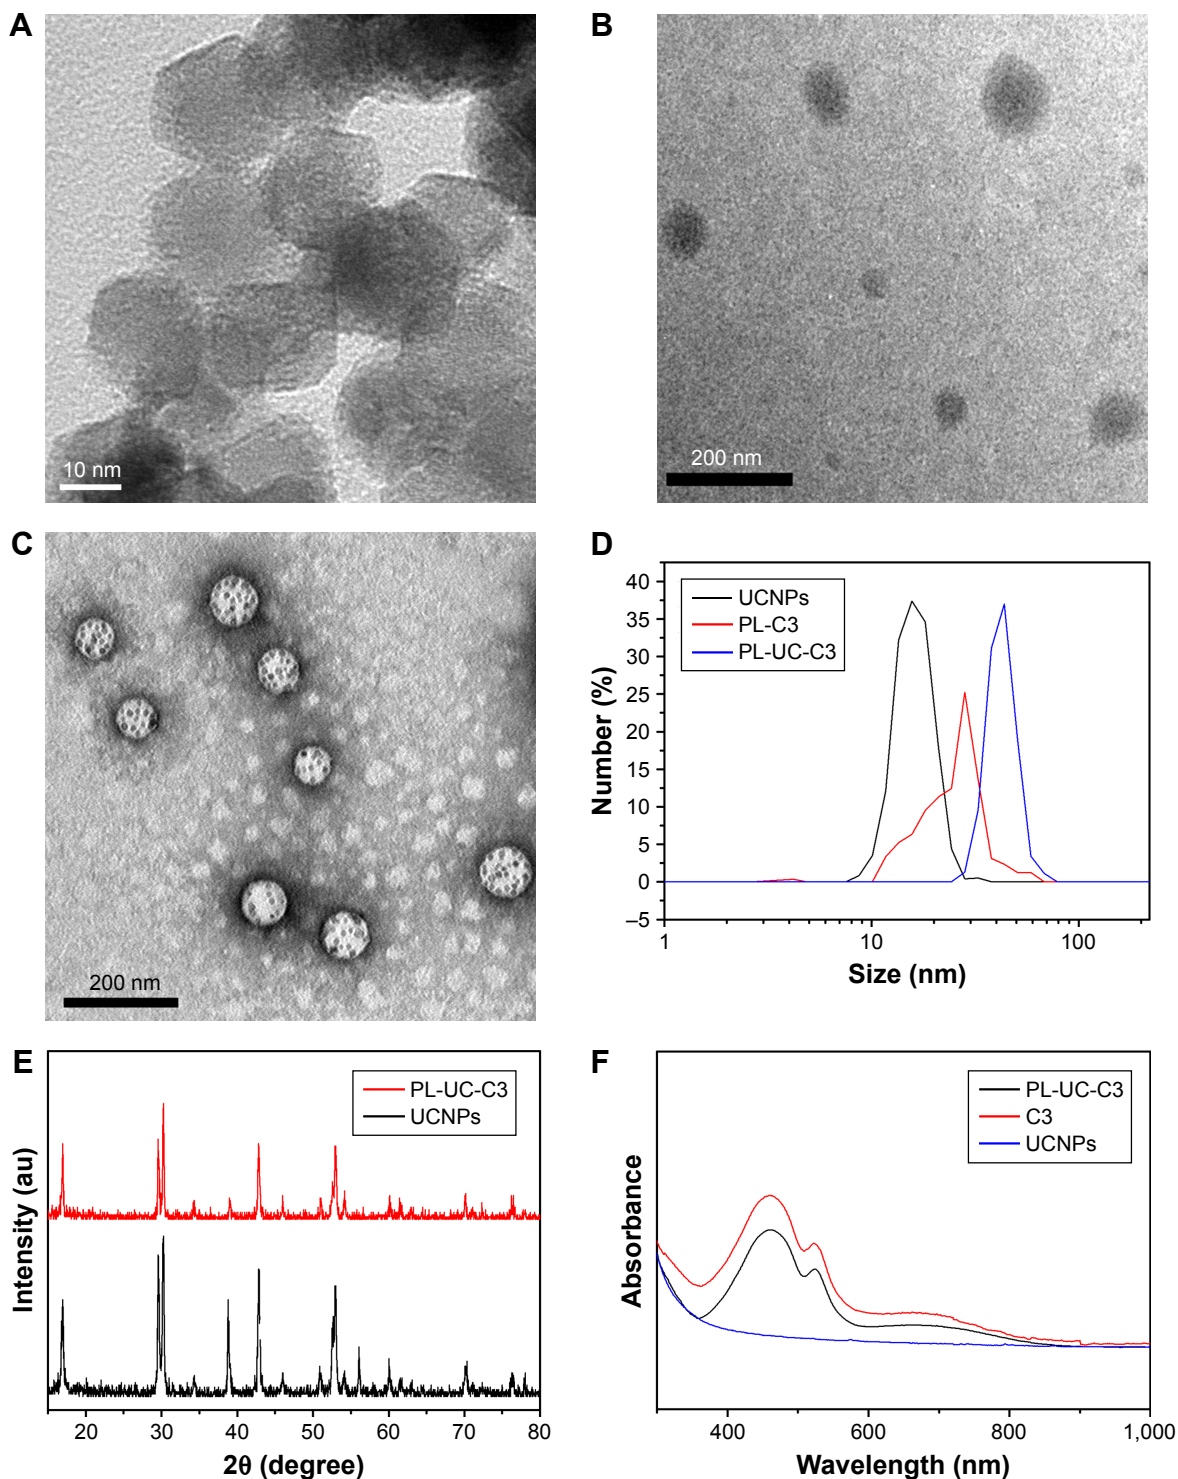 A
10 nm
B
200 nm
C
200 nm
D
UCNPs
PL-C3
PL-UC-C3
40
35
30
25
20
15
10
5
0
–5
Number (%)
1
10
100
Size (nm)
E
PL-UC-C3
UCNPs
Intensity (au)
20
30
40
50
60
70
80
2θ (degree)
F
PL-UC-C3
C3
UCNPs
Absorbance
400
600
800
1,000
Wavelength (nm)